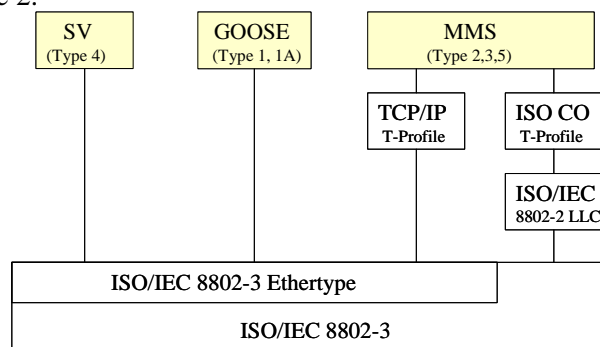 SV
(Type 4)
GOOSE
(Type 1, 1A)
MMS
(Type 2,3,5)
TCP/IP
T-Profile
ISO CO
T-Profile
ISO/IEC
8802-2 LLC
ISO/IEC 8802-3 Ethertype
ISO/IEC 8802-3